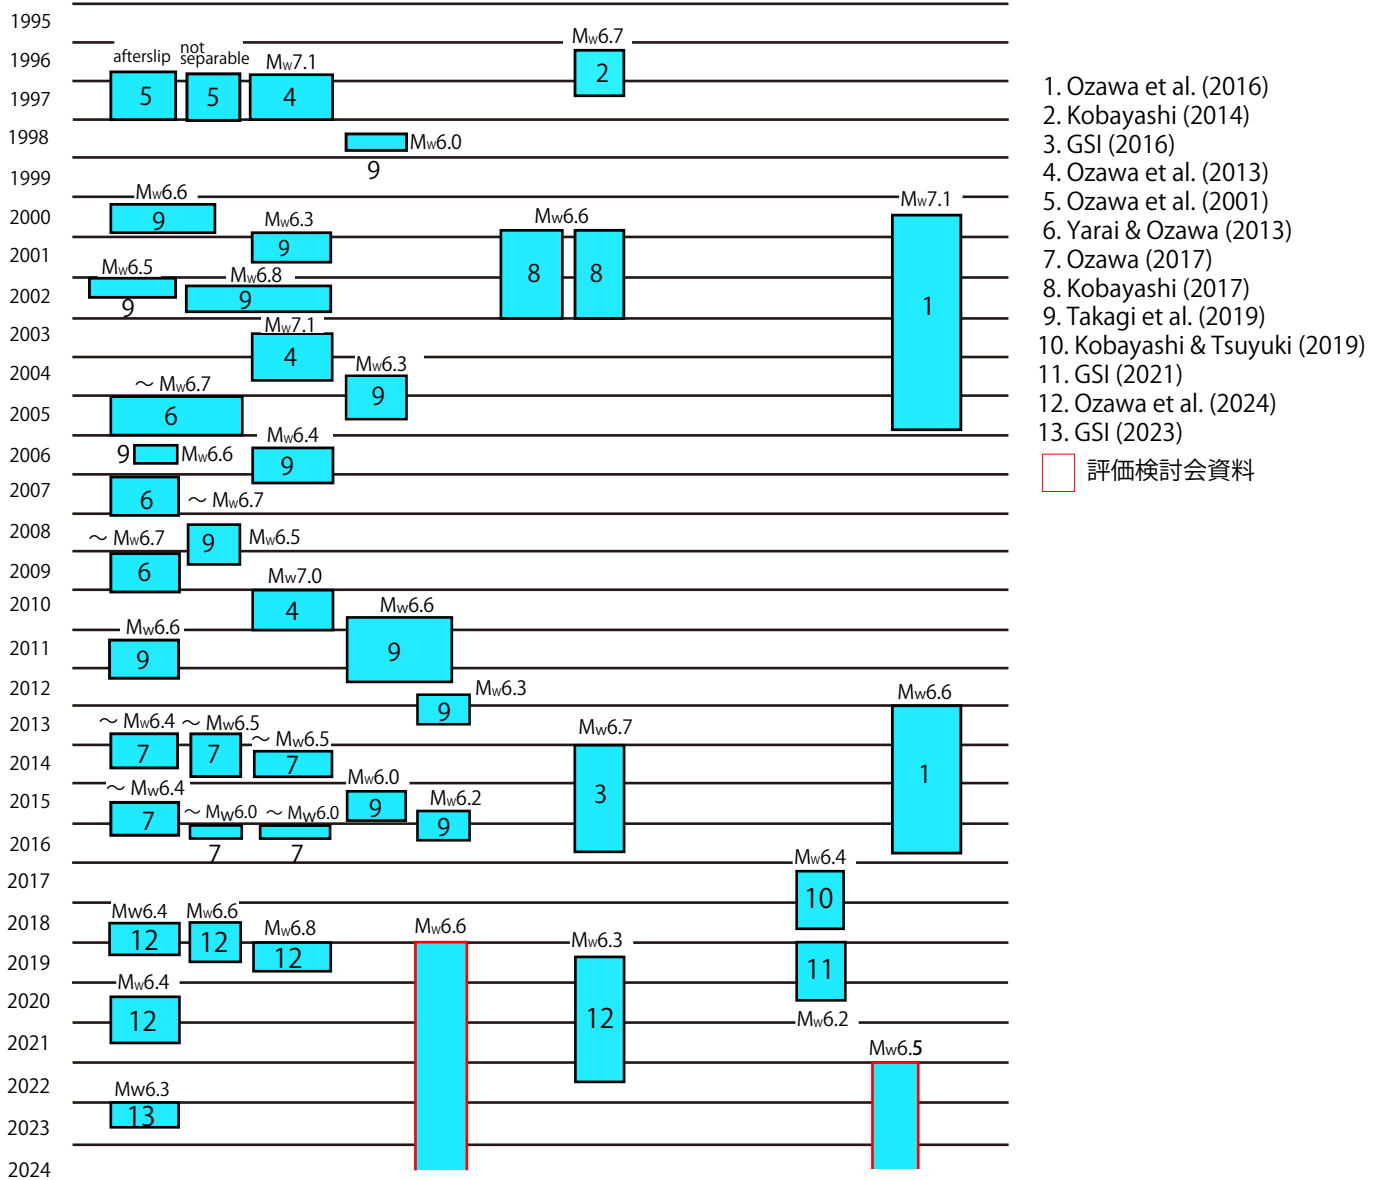 1995
1996
1997
1998
1999
2000
2001
2002
2003
2004
2005
2006
2007
2008
2009
2010
2011
2012
2013
2014
2015
2016
2017
2018
2019
2020
2021
2022
2023
2024
afterslip
not
separable
Mw7.1
Mw6.7
5
5
4
2
Mw6.0
9
Mw6.6
9
Mw6.3
9
Mw6.6
8
8
Mw7.1
1
Mw6.5
9
Mw6.8
9
Mw7.1
4
Mw6.3
9
～ Mw6.7
6
Mw6.4
9
9
Mw6.6
6
～ Mw6.7
9
Mw6.5
～ Mw6.7
6
Mw7.0
4
Mw6.6
9
Mw6.6
9
Mw6.3
9
Mw6.6
1
～ Mw6.4
7
～ Mw6.5
7
～ Mw6.5
7
Mw6.7
3
～ Mw6.4
7
～ Mw6.0
7
～ Mw6.0
7
Mw6.0
9
Mw6.2
9
Mw6.4
10
Mw6.4
12
Mw6.6
12
Mw6.8
12
Mw6.6
Mw6.3
12
11
Mw6.2
Mw6.4
12
Mw6.5
Mw6.3
13
1. Ozawa et al. (2016)
2. Kobayashi (2014)
3. GSI (2016)
4. Ozawa et al. (2013)
5. Ozawa et al. (2001)
6. Yarai & Ozawa (2013)
7. Ozawa (2017)
8. Kobayashi (2017)
9. Takagi et al. (2019)
10. Kobayashi & Tsuyuki (2019)
11. GSI (2021)
12. Ozawa et al. (2024)
13. GSI (2023)
評価検討会資料